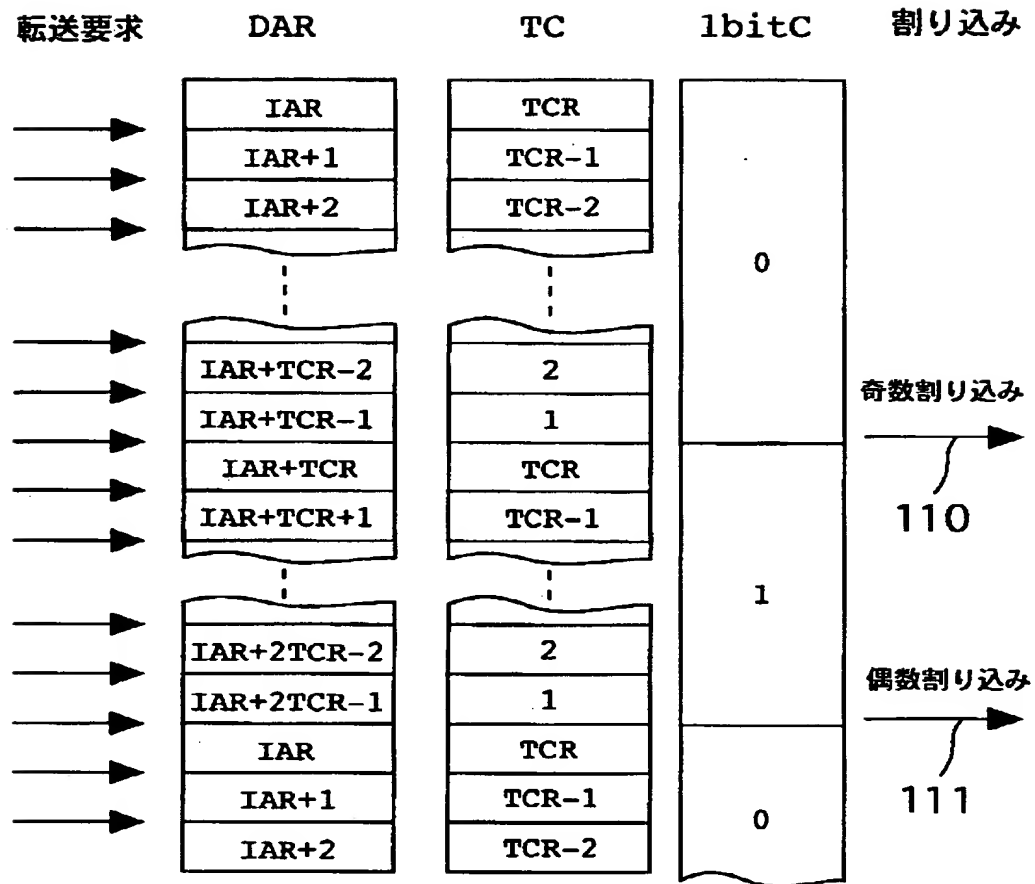 転送要求 DAR TC 1bitC 割り込み
IAR TCR
IAR+1 TCR-1
IAR+2 TCR-2
0
IAR+TCR-2 2
奇数割り込み
IAR+TCR-1 1
IAR+TCR TCR
110
IAR+TCR+1 TCR-1
1
IAR+2TCR-2 2
偶数割り込み
IAR+2TCR-1 1
IAR TCR
111
IAR+1 TCR-1
0
IAR+2 TCR-2